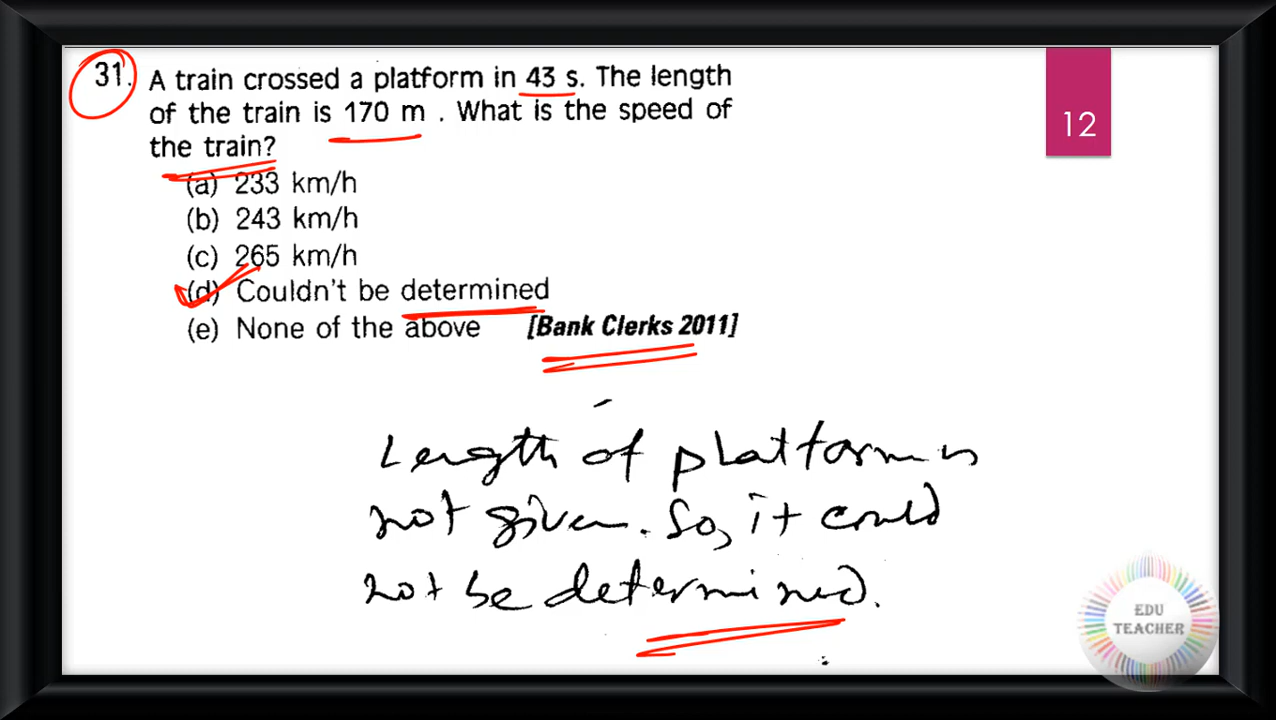 31. A train crossed a platform in 43 s. The length
of the train is 170 m . What is the speed of
the train?
(a) 233 km/h
(b) 243 km/h
(c) 265 km/h
(d) Couldn't be determined
(e) None of the above [Bank Clerks 2011]
12
Length of platform is
not given. So, it could
not be determined.
EDU
TEACHER